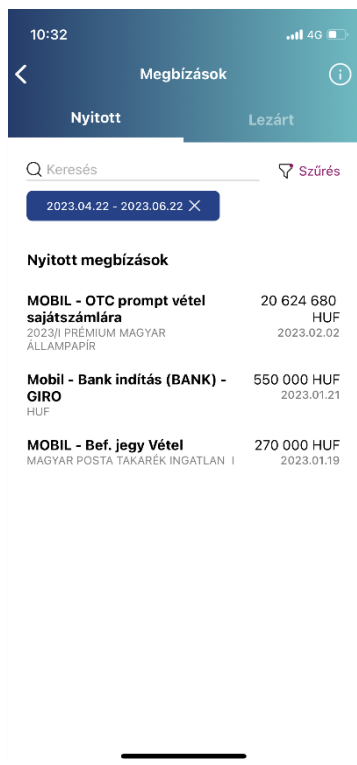 10:32 4G
Megbízások
Nyitott Lezárt
Keresés Szűrés
2023.04.22 - 2023.06.22
Nyitott megbízások
MOBIL - OTC prompt vétel 20 624 680
sajátszámlára HUF
2023/I PRÉMIUM MAGYAR 2023.02.02
ÁLLAMPAPÍR
Mobil - Bank indítás (BANK) - 550 000 HUF
GIRO 2023.01.21
HUF
MOBIL - Bef. jegy Vétel 270 000 HUF
MAGYAR POSTA TAKARÉK INGATLAN I 2023.01.19